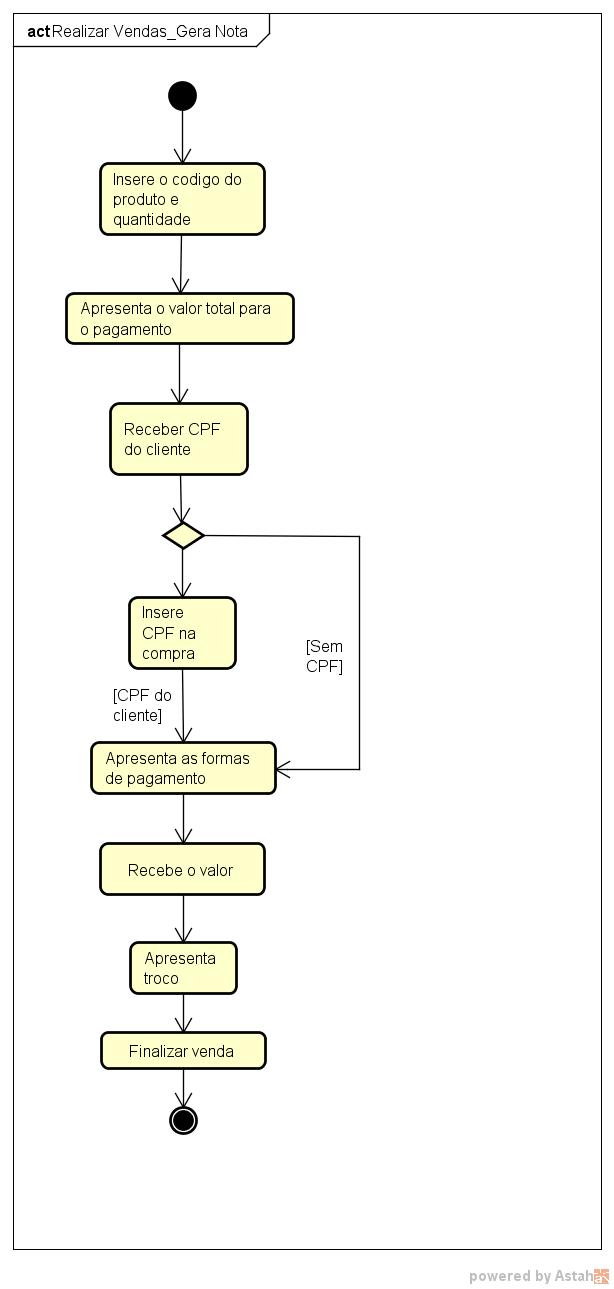 act Realizar Vendas_Gera Nota
Insere o codigo do
produto e
quantidade
Apresenta o valor total para
o pagamento
Receber CPF
do cliente
Insere
CPF na
compra
[Sem
CPF]
[CPF do
cliente]
Apresenta as formas
de pagamento
Recebe o valor
Apresenta
troco
Finalizar venda
powered by Astah